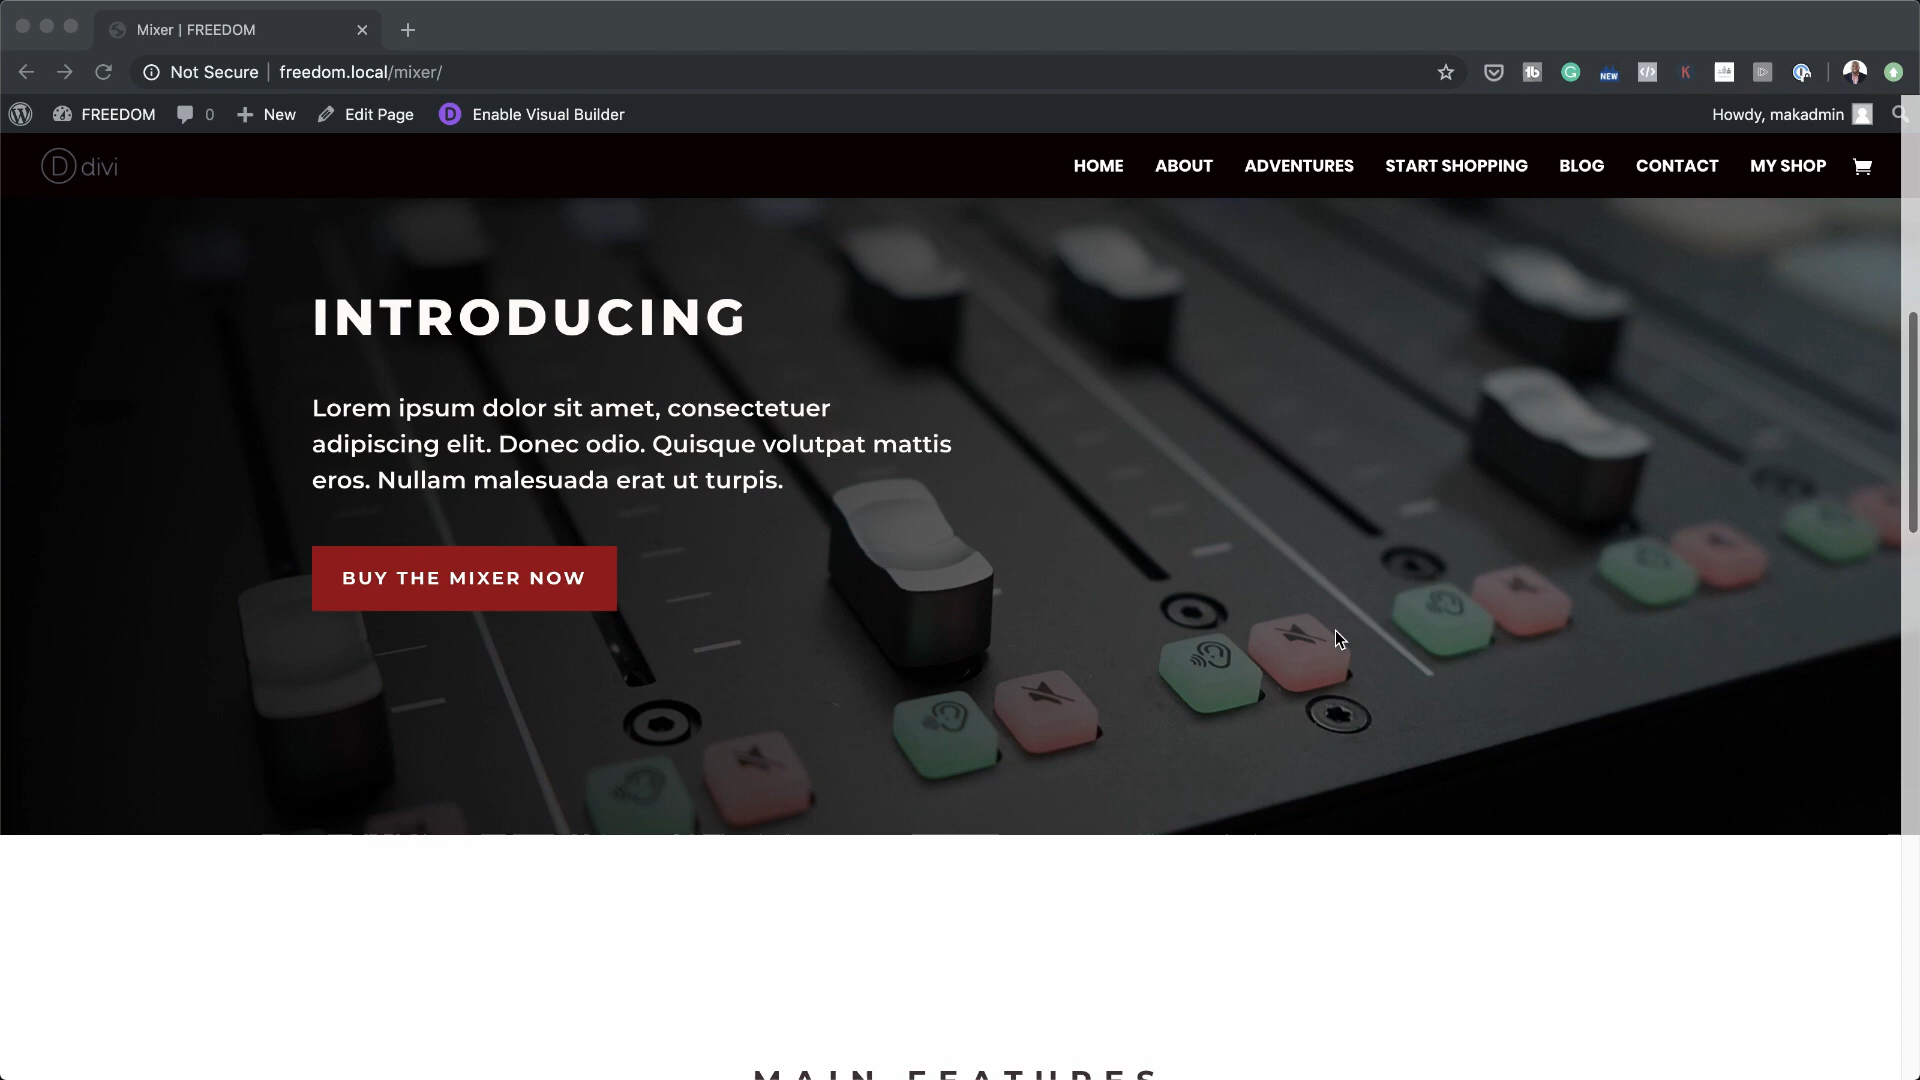 Mixer | FREEDOM
Not Secure
freedom.local/mixer/
FREEDOM
0
New
Edit Page
D
Enable Visual Builder
Howdy, makadmin
D divi
HOME
ABOUT
ADVENTURES
START SHOPPING
BLOG
CONTACT
MY SHOP
INTRODUCING
Lorem ipsum dolor sit amet, consectetuer
adipiscing elit. Donec odio. Quisque volutpat mattis
eros. Nullam malesuada erat ut turpis.
BUY THE MIXER NOW
MAIN FEATURES